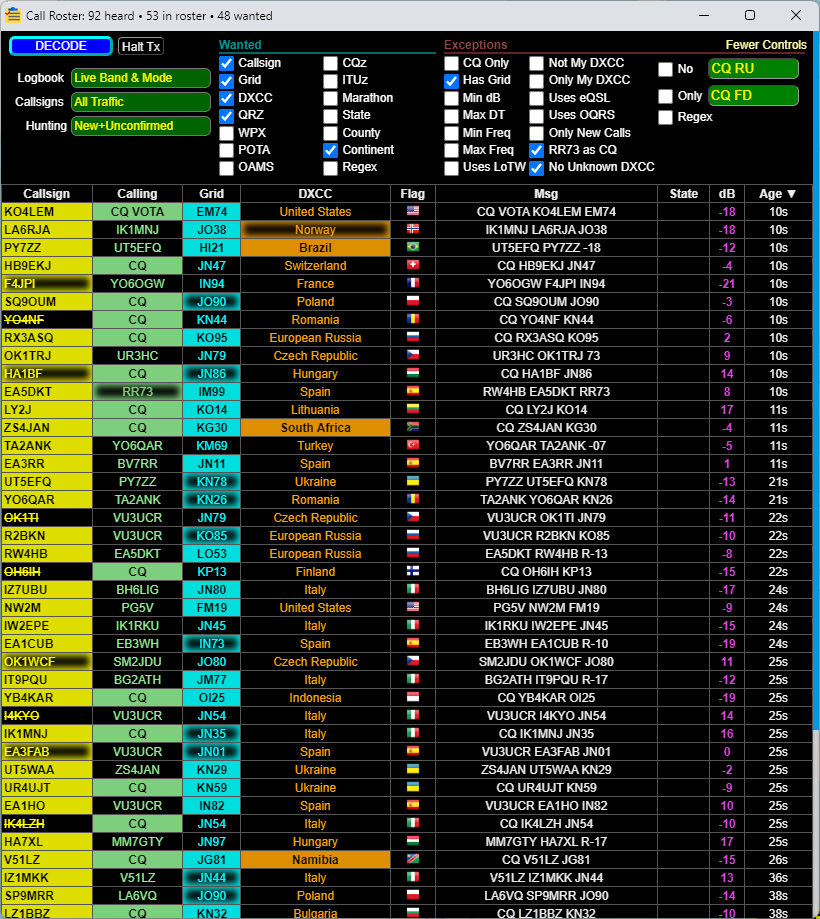 Call Roster: 92 heard • 53 in roster • 48 wanted
DECODE Halt Tx
Logbook Live Band & Mode
Callsigns All Traffic
Hunting New+Unconfirmed
Wanted
Callsign CQz
Grid ITUz
DXCC Marathon
QRZ State
WPX County
POTA Continent
OAMS Regex
Exceptions
CQ Only Not My DXCC
Has Grid Only My DXCC
Min dB Uses eQSL
Max DT Uses OQRS
Min Freq Only New Calls
Max Freq RR73 as CQ
Uses LoTW No Unknown DXCC
Fewer Controls
No CQ RU
Only CQ FD
Regex
Callsign Calling Grid DXCC Flag Msg State dB Age ▼
KO4LEM CQ VOTA EM74 United States CQ VOTA KO4LEM EM74 -18 10s
LA6RJA IK1MNJ JO38 Norway IK1MNJ LA6RJA JO38 -18 10s
PY7ZZ UT5EFQ HI21 Brazil UT5EFQ PY7ZZ -18 -12 10s
HB9EKJ CQ JN47 Switzerland CQ HB9EKJ JN47 -4 10s
F4JPI YO6OGW IN94 France YO6OGW F4JPI IN94 -21 10s
SQ9OUM CQ JO90 Poland CQ SQ9OUM JO90 -3 10s
YO4NF CQ KN44 Romania CQ YO4NF KN44 -6 10s
RX3ASQ CQ KO95 European Russia CQ RX3ASQ KO95 2 10s
OK1TRJ UR3HC JN79 Czech Republic UR3HC OK1TRJ 73 9 10s
HA1BF CQ JN86 Hungary CQ HA1BF JN86 14 10s
EA5DKT RR73 IM99 Spain RW4HB EA5DKT RR73 8 10s
LY2J CQ KO14 Lithuania CQ LY2J KO14 17 11s
ZS4JAN CQ KG30 South Africa CQ ZS4JAN KG30 -4 11s
TA2ANK YO6QAR KM69 Turkey YO6QAR TA2ANK -07 -5 11s
EA3RR BV7RR JN11 Spain BV7RR EA3RR JN11 1 11s
UT5EFQ PY7ZZ KN78 Ukraine PY7ZZ UT5EFQ KN78 -13 21s
YO6QAR TA2ANK KN26 Romania TA2ANK YO6QAR KN26 -14 21s
OK1TI VU3UCR JN79 Czech Republic VU3UCR OK1TI JN79 -11 22s
R2BKN VU3UCR KO85 European Russia VU3UCR R2BKN KO85 -10 22s
RW4HB EA5DKT LO53 European Russia EA5DKT RW4HB R-13 -8 22s
OH6IH CQ KP13 Finland CQ OH6IH KP13 -15 22s
IZ7UBU BH6LIG JN80 Italy BH6LIG IZ7UBU JN80 -17 24s
NW2M PG5V FM19 United States PG5V NW2M FM19 -9 24s
IW2EPE IK1RKU JN45 Italy IK1RKU IW2EPE JN45 -15 24s
EA1CUB EB3WH IN73 Spain EB3WH EA1CUB R-10 -19 24s
OK1WCF SM2JDU JO80 Czech Republic SM2JDU OK1WCF JO80 11 25s
IT9PQU BG2ATH JM77 Italy BG2ATH IT9PQU R-17 -12 25s
YB4KAR CQ OI25 Indonesia CQ YB4KAR OI25 -19 25s
I4KYO VU3UCR JN54 Italy VU3UCR I4KYO JN54 14 25s
IK1MNJ CQ JN35 Italy CQ IK1MNJ JN35 16 25s
EA3FAB VU3UCR JN01 Spain VU3UCR EA3FAB JN01 0 25s
UT5WAA ZS4JAN KN29 Ukraine ZS4JAN UT5WAA KN29 -2 25s
UR4UJT CQ KN59 Ukraine CQ UR4UJT KN59 -9 25s
EA1HO VU3UCR IN82 Spain VU3UCR EA1HO IN82 10 25s
IK4LZH CQ JN54 Italy CQ IK4LZH JN54 -10 25s
HA7XL MM7GTY JN97 Hungary MM7GTY HA7XL R-17 17 25s
V51LZ CQ JG81 Namibia CQ V51LZ JG81 -15 26s
IZ1MKK V51LZ JN44 Italy V51LZ IZ1MKK JN44 13 36s
SP9MRR LA6VQ JO90 Poland LA6VQ SP9MRR JO90 -14 38s
LZ1BBZ CQ KN32 Bulgaria CQ LZ1BBZ KN32 -10 38s